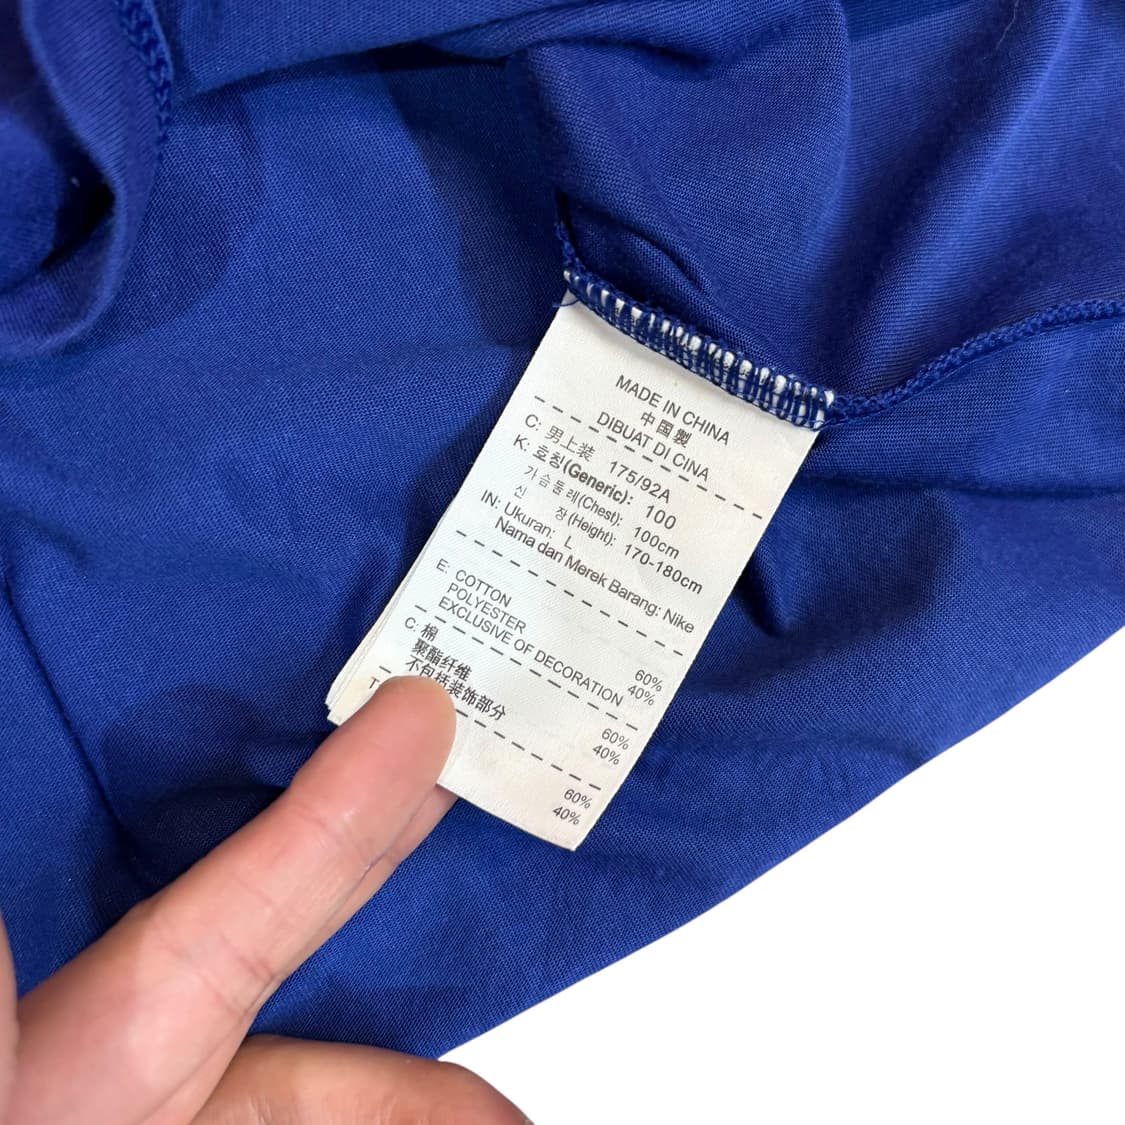 MADE IN CHINA
中国製
DIBUAT DI CINA
C: 男上装 175/92A
K: 호칭(Generic): 100
가슴둘레(Chest): 100cm
신 장(Height): 170-180cm
IN: Ukuran: L
Nama dan Merek Barang: Nike
E: COTTON 60%
POLYESTER 40%
EXCLUSIVE OF DECORATION
C: 棉 60%
聚酯纤维 40%
不包括装饰部分
T 60%
40%